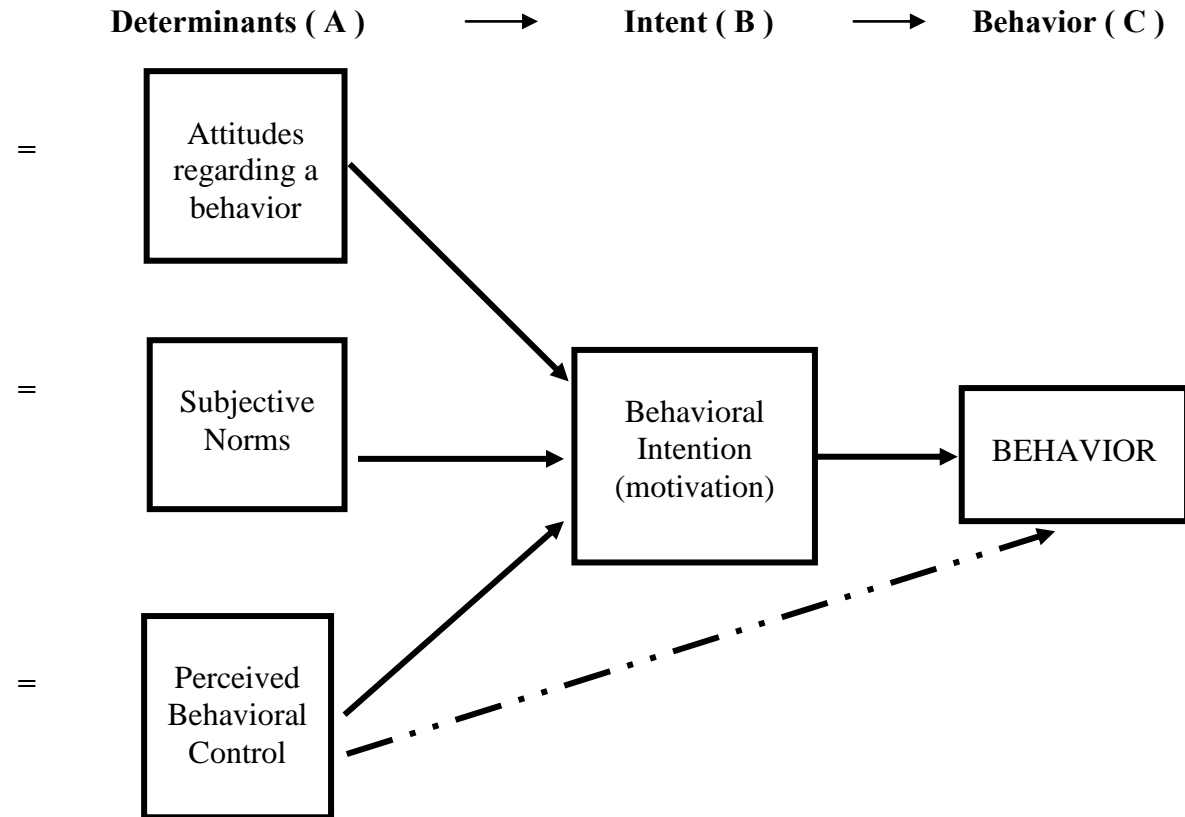 Determinants ( A ) → Intent ( B ) → Behavior ( C )
=
Attitudes
regarding a
behavior
=
Subjective
Norms
Behavioral
Intention
(motivation)
BEHAVIOR
=
Perceived
Behavioral
Control